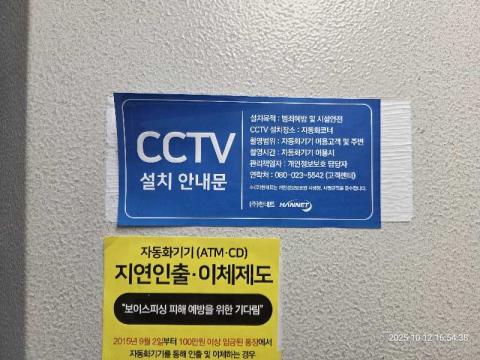 CCTV
설치 안내문
설치목적 : 범죄예방 및 시설안전
CCTV 설치장소 : 자동화코너
촬영범위 : 자동화기기 이용고객 및 주변
촬영시간 : 자동화기기 이용시
관리책임자 : 개인정보보호 담당자
연락처 : 080-023-5542 (고객센터)
(주)한네트 HANNET
자동화기기 (ATM·CD)
지연인출·이체제도
"보이스피싱 피해 예방을 위한 기다림"
2015년 9월 2일부터 100만원 이상 입금된 통장에서
자동화기기를 통해 인출 및 이체하는 경우
2025-10-12 16:54:38